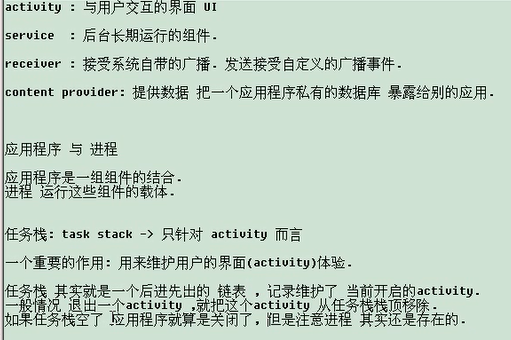 activity : 与用户交互的界面 UI
service : 后台长期运行的组件.
receiver : 接受系统自带的广播. 发送接受自定义的广播事件.
content provider: 提供数据 把一个应用程序私有的数据库 暴露给别的应用.
应用程序 与 进程
应用程序是一组组件的结合.
进程 运行这些组件的载体.
任务栈: task stack -> 只针对 activity 而言
一个重要的作用: 用来维护用户的界面(activity)体验.
任务栈 其实就是一个后进先出的 链表 , 记录维护了 当前开启的activity.
一般情况 退出一个activity ,就把这个activity 从任务栈栈顶移除.
如果任务栈空了 ,应用程序就算是关闭了, 但是注意进程 其实还是存在的.